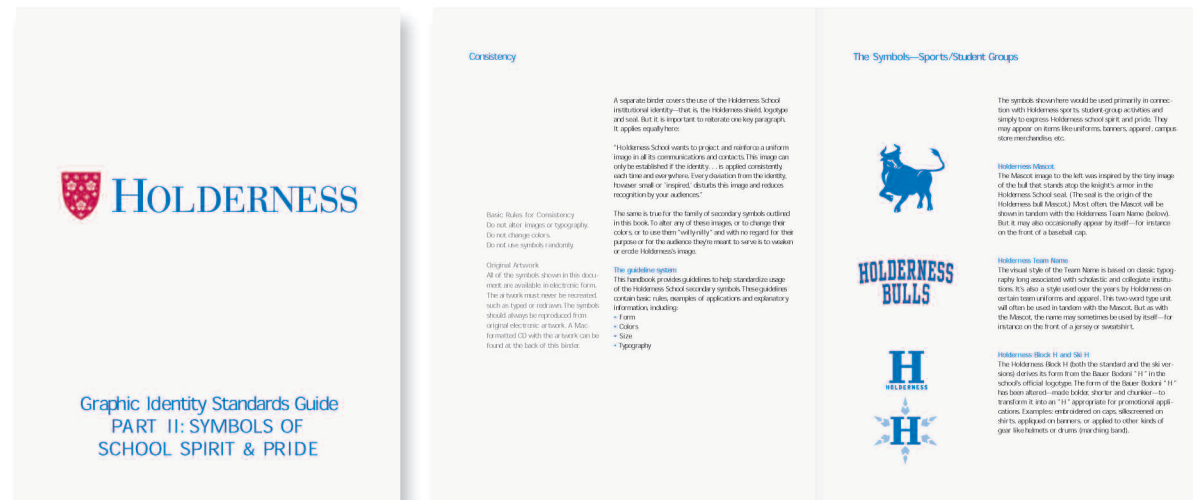 HOLDERNESS
Graphic Identity Standards Guide
PART II: SYMBOLS OF
SCHOOL SPIRIT & PRIDE
Consistency
A separate binder covers the use of the Holderness School
institutional identity—that is, the Holderness shield, logotype
and seal. But it is important to reiterate one key paragraph.
It applies equally here:
"Holderness School wants to project and reinforce a uniform
image in all its communications and contacts. This image can
only be established if the identity . . . is applied consistently
each time and everywhere. Every deviation from the identity,
however small or 'inspired,' disturbs this image and reduces
recognition by your audiences."
The same is true for the family of secondary symbols outlined
in this book. To alter any of these images, or to change their
colors, or to use them "willy-nilly" and with no regard for their
purpose or for the audience they're meant to serve is to weaken
or erode Holderness's image.
The guideline system
This handbook provides guidelines to help standardize usage
of the Holderness School secondary symbols. These guidelines
contain basic rules, examples of applications and explanatory
information, including:
• Form
• Colors
• Size
• Typography
Basic Rules for Consistency
Do not alter images or typography.
Do not change colors.
Do not use symbols randomly.
Original Artwork
All of the symbols shown in this docu-
ment are available in electronic form.
The artwork must never be recreated,
such as typed or redrawn. The symbols
should always be reproduced from
original electronic artwork. A Mac-
formatted CD with the artwork can be
found at the back of this binder.
The Symbols—Sports/Student Groups
The symbols shown here would be used primarily in connec-
tion with Holderness sports, student-group activities and
simply to express Holderness school spirit and pride. They
may appear on items like uniforms, banners, apparel, campus
store merchandise, etc.
Holderness Mascot
The Mascot image to the left was inspired by the tiny image
of the bull that stands atop the knight's armor in the
Holderness School seal. (The seal is the origin of the
Holderness bull Mascot.) Most often, the Mascot will be
shown in tandem with the Holderness Team Name (below).
But it may also occasionally appear by itself—for instance
on the front of a baseball cap.
HOLDERNESS
BULLS
Holderness Team Name
The visual style of the Team Name is based on classic typog-
raphy long associated with scholastic and collegiate institu-
tions. It's also a style used over the years by Holderness on
certain team uniforms and apparel. This two-word type unit
will often be used in tandem with the Mascot. But as with
the Mascot, the name may sometimes be used by itself—for
instance on the front of a jersey or sweatshirt.
H
HOLDERNESS
H
Holderness Block H and Ski H
The Holderness Block H (both the standard and the ski ver-
sions) derives its form from the Bauer Bodoni "H" in the
school's official logotype. The form of the Bauer Bodoni "H"
has been altered—made bolder, shorter and chunkier—to
transform it into an "H" appropriate for promotional appli-
cations. Examples: embroidered on caps, silkscreened on
shirts, appliqued on banners, or applied to other kinds of
gear like helmets or drums (marching band).